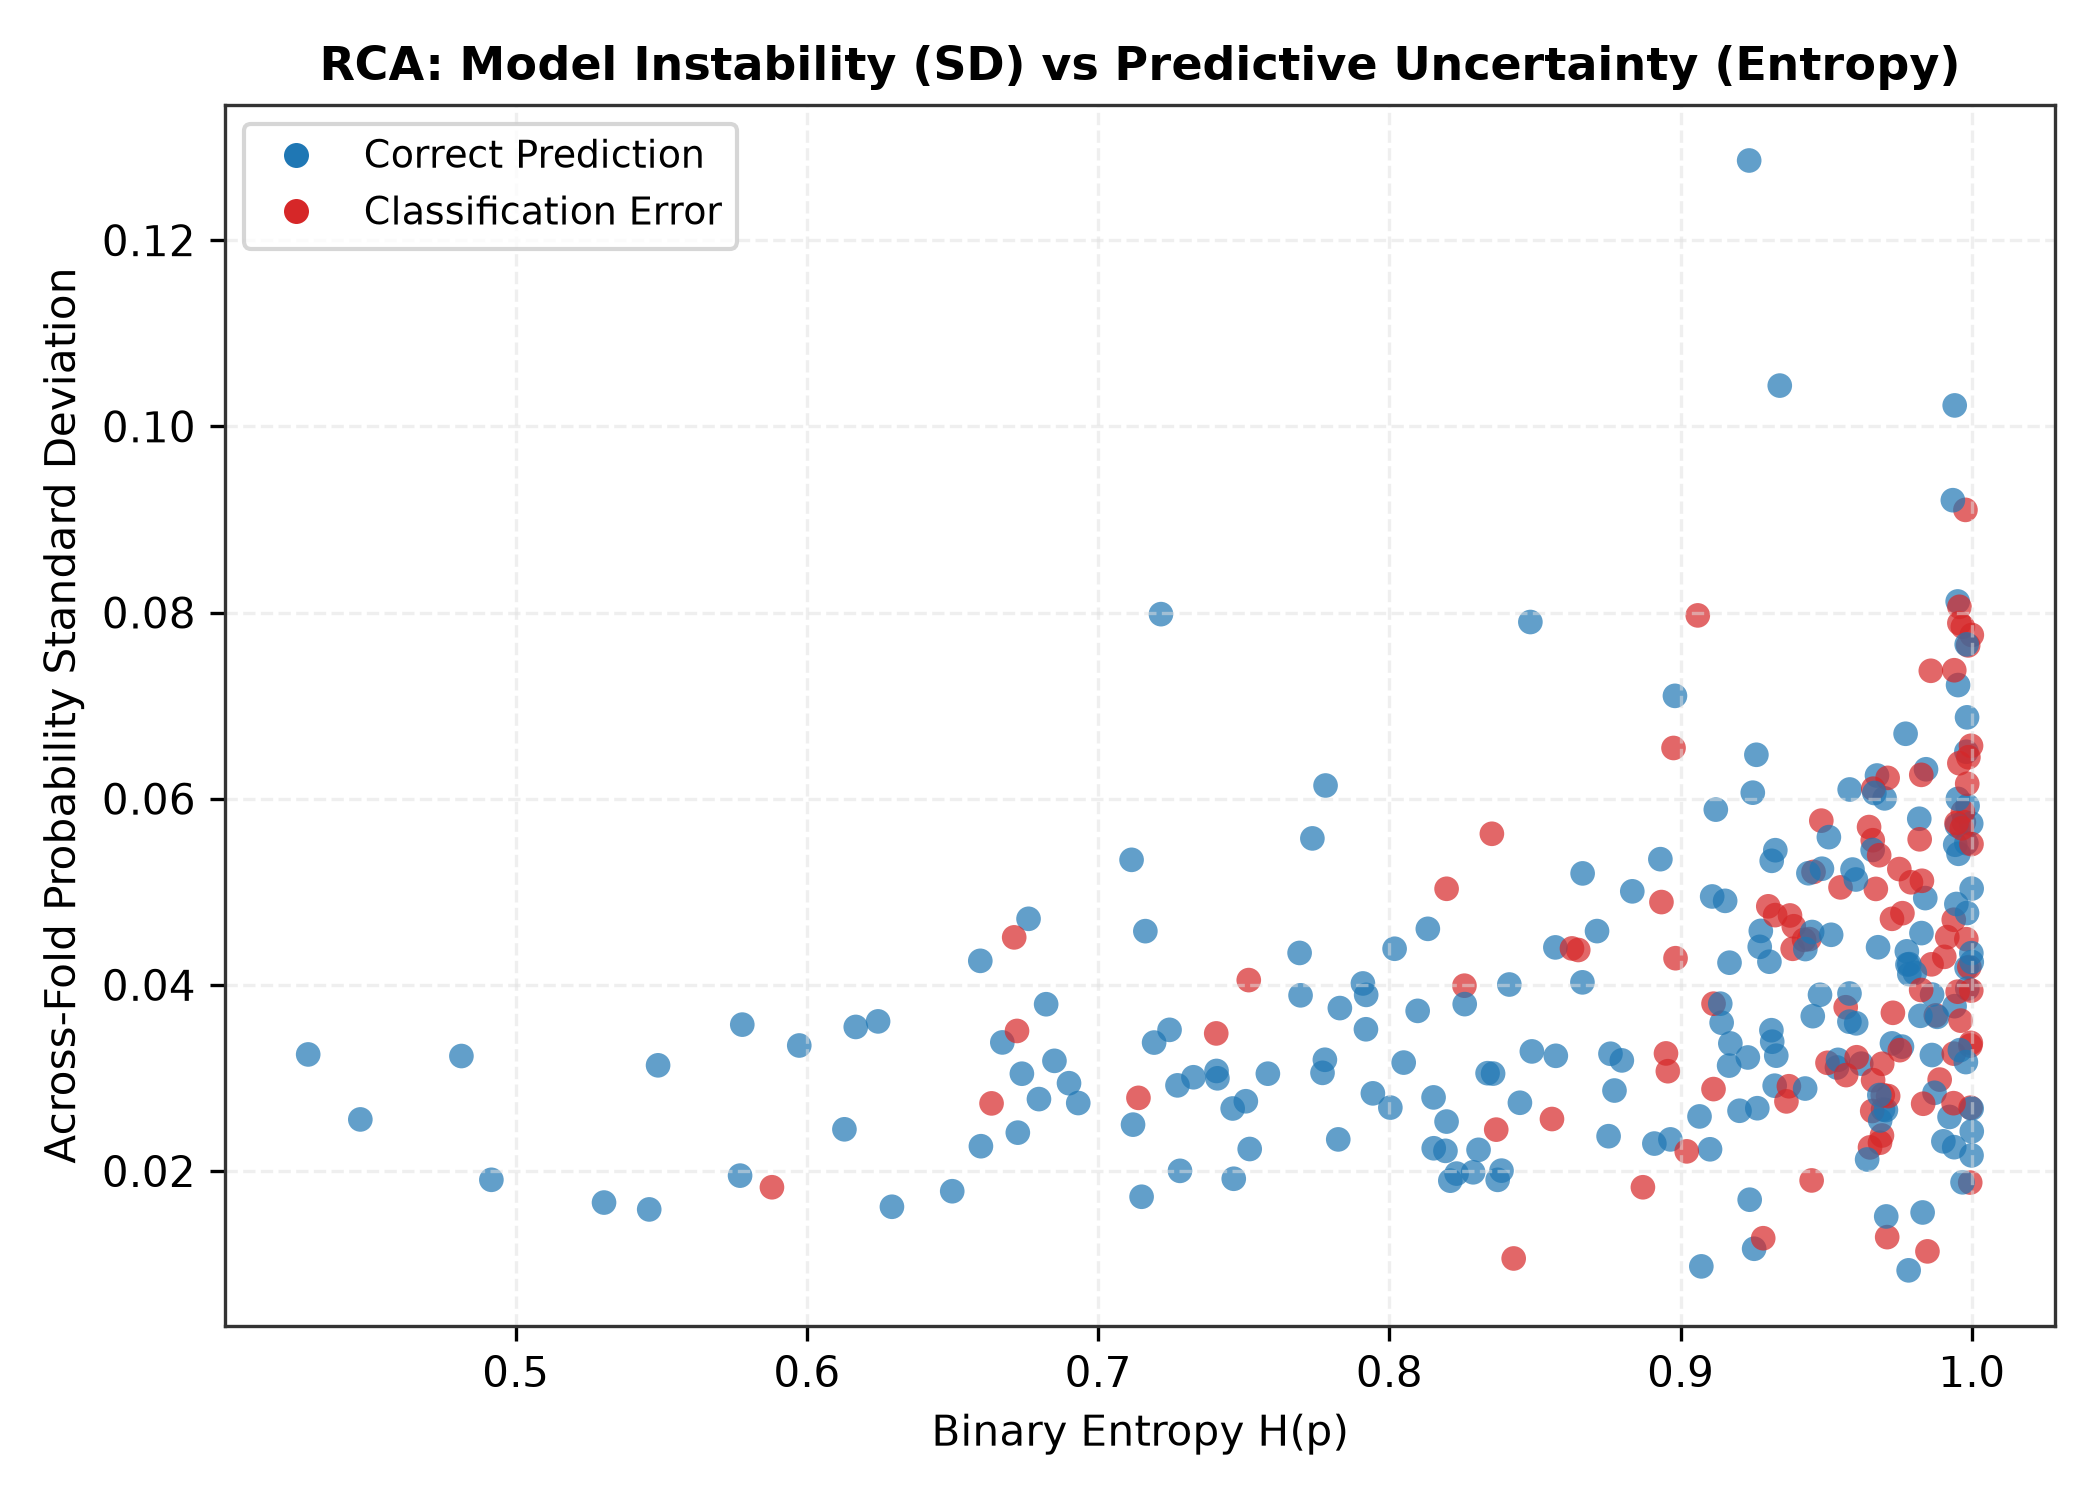 RCA: Model Instability (SD) vs Predictive Uncertainty (Entropy)
Correct Prediction
Classification Error
Across-Fold Probability Standard Deviation
0.12
0.10
0.08
0.06
0.04
0.02
0.5 0.6 0.7 0.8 0.9 1.0
Binary Entropy H(p)